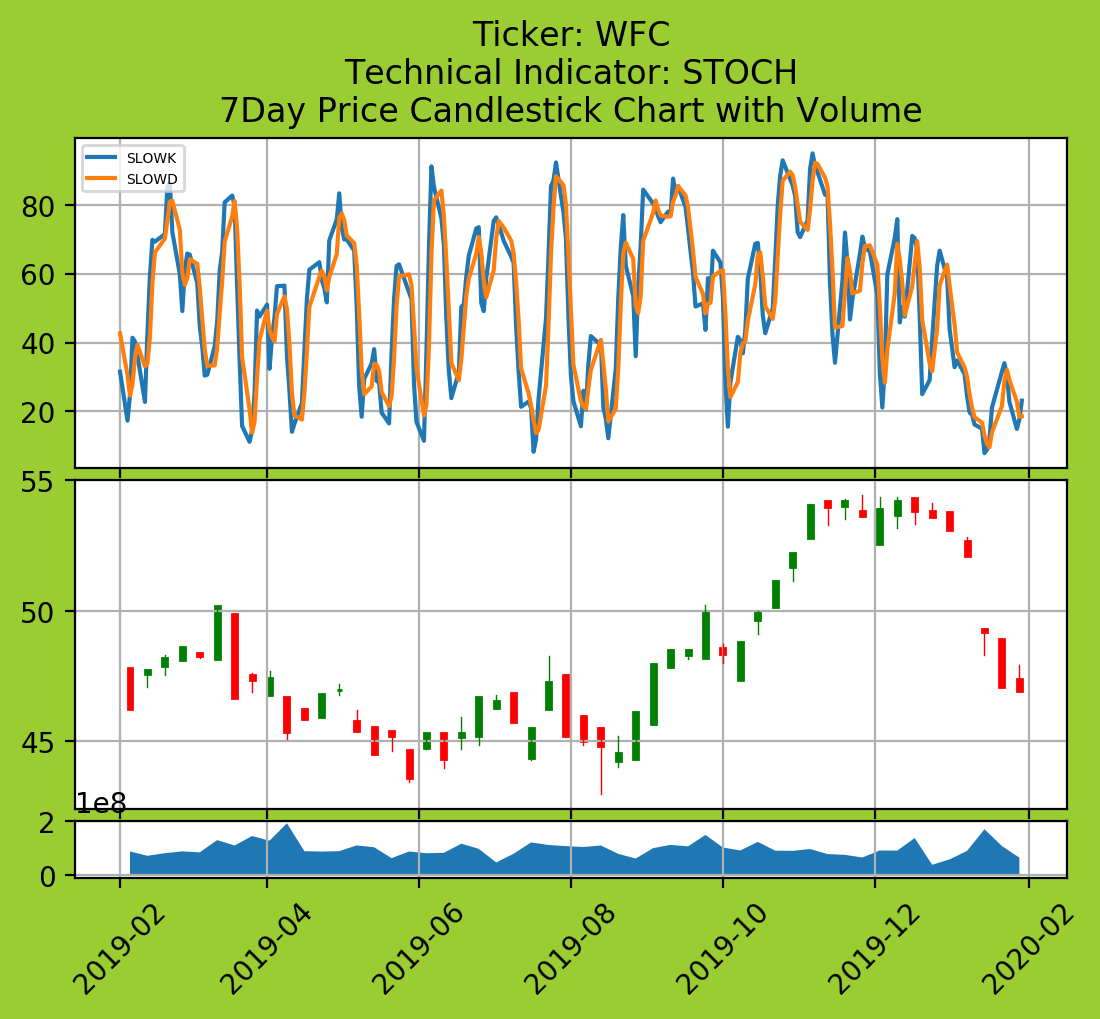 Ticker: WFC
Technical Indicator: STOCH
7Day Price Candlestick Chart with Volume
SLOWK
SLOWD
80
60
40
20
55
50
45
1e8
2
0
2019-02
2019-04
2019-06
2019-08
2019-10
2019-12
2020-02